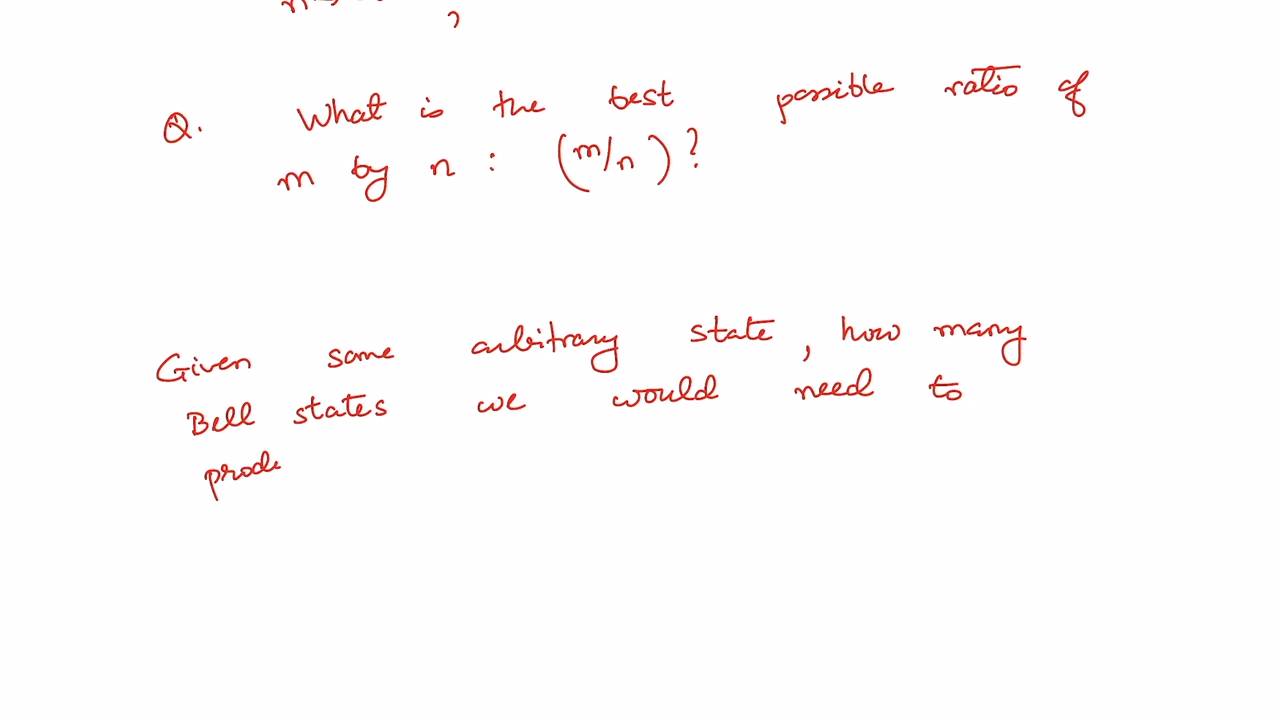 Q. What is the best possible ratio of
m by n : (m/n)?
Given some arbitrary state, how many
Bell states we would need to